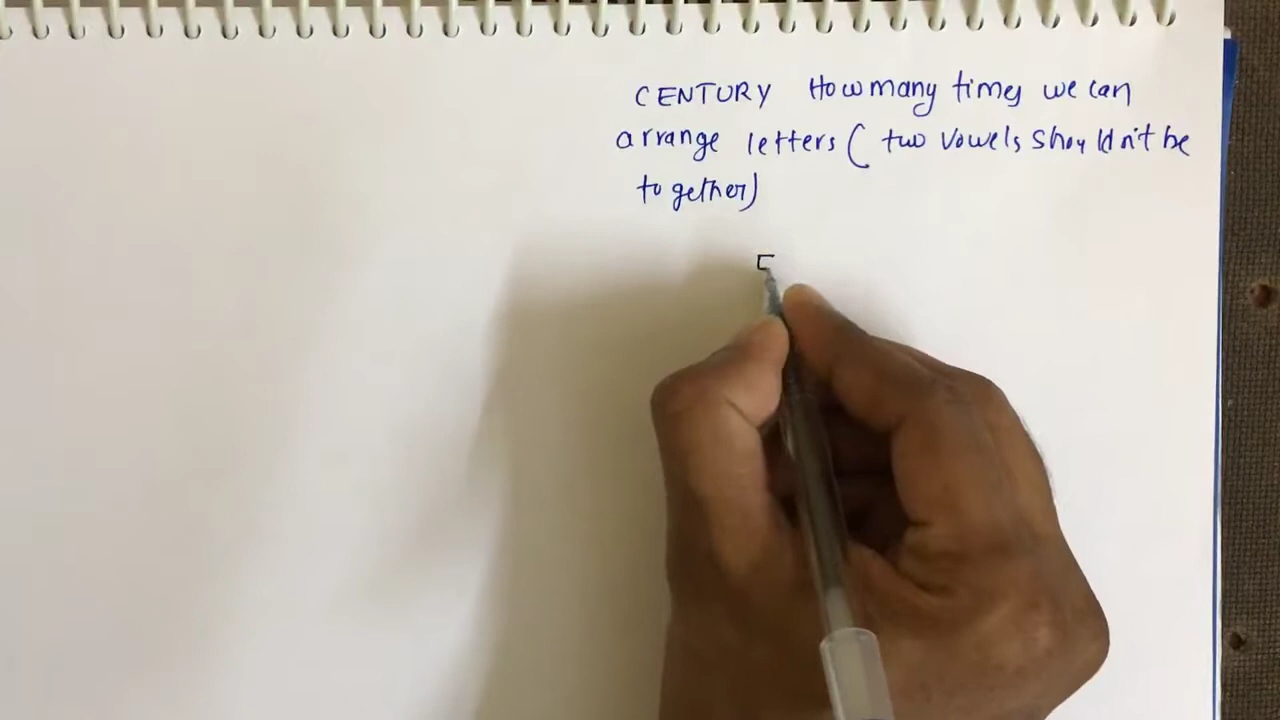 CENTURY How many times we can
arrange letters ( two vowels shouldn't be
together)